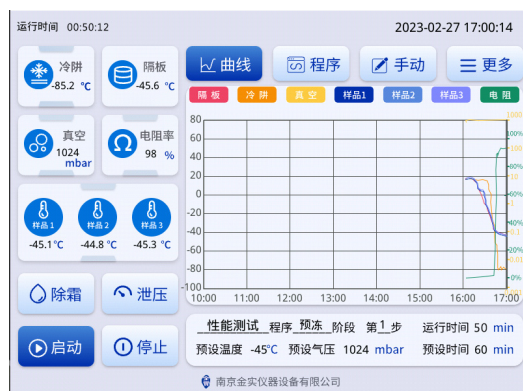 运行时间 00:50:12
2023-02-27 17:00:14
冷阱
-85.2 ℃
隔板
-45.6 ℃
曲线
程序
手动
更多
隔板 冷阱 真空 样品1 样品2 样品3 电阻
真空
1024
mbar
电阻率
98 %
样品1
样品2
样品3
-45.1℃ -44.8 ℃ -45.3 ℃
80
60
40
20
0
-20
-40
-60
-80
-100
1000
100%
100
80%
10
60%
1
40%
0.1
20%
0.01
0%
10:00 11:00 12:00 13:00 14:00 15:00 16:00 17:00
除霜
泄压
启动
停止
性能测试 程序 预冻 阶段 第1步 运行时间 50 min
预设温度 -45℃ 预设气压 1024 mbar 预设时间 60 min
南京金实仪器设备有限公司